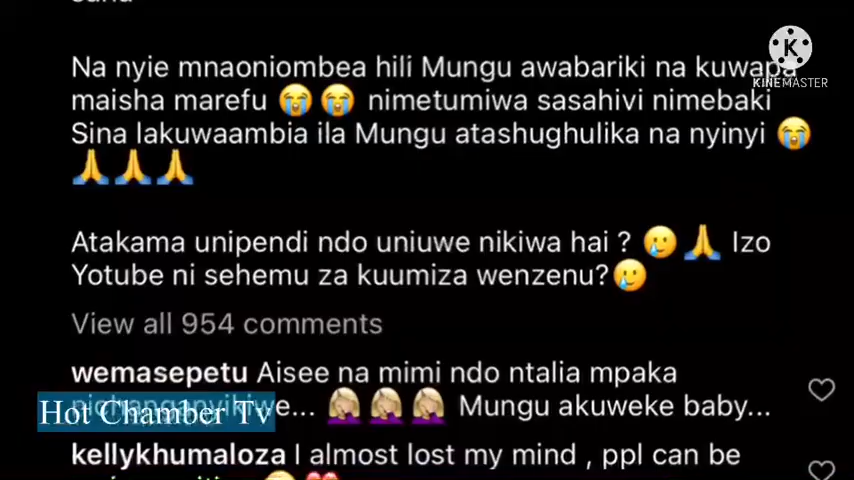 Na nyie mnaoniombea hili Mungu awabariki na kuwapa
KINEMASTER
maisha marefu 😭 😭 nimetumiwa sasahivi nimebaki
Sina lakuwaambia ila Mungu atashughulika na nyinyi 😭
🙏🙏🙏
Atakama unipendi ndo uniuwe nikiwa hai ? 🥲🙏 Izo
Yotube ni sehemu za kuumiza wenzenu?🥲
View all 954 comments
wemasepetu Aisee na mimi ndo ntalia mpaka
... 🤦🏼‍♀️ 🤦🏼‍♀️ 🤦🏼‍♀️ Mungu akuweke baby...
Hot Chamber Tv
kellykhumaloza I almost lost my mind , ppl can be